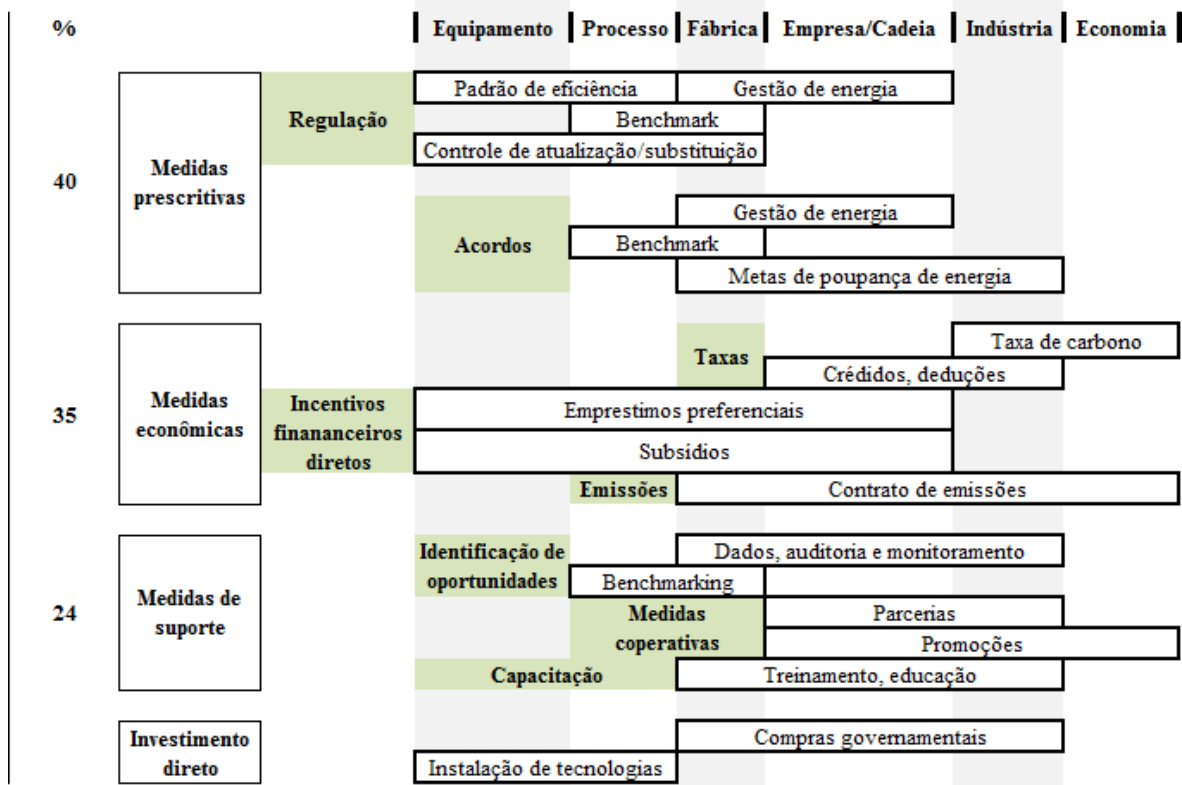 % Equipamento Processo Fábrica Empresa/Cadeia Indústria Economia
Padrão de eficiência Gestão de energia
Regulação Benchmark
Controle de atualização/substituição
40
Medidas
prescritivas
Gestão de energia
Acordos Benchmark
Metas de poupança de energia
Taxa de carbono
Taxas
Crédidos, deduções
35
Medidas
econômicas
Incentivos
finananceiros
diretos
Emprestimos preferenciais
Subsídios
Emissões Contrato de emissões
Identificação de
oportunidades
Dados, auditoria e monitoramento
Benchmarking
24
Medidas de
suporte
Medidas
coperativas
Parcerias
Promoções
Capacitação Treinamento, educação
Investimento
direto
Compras governamentais
Instalação de tecnologias